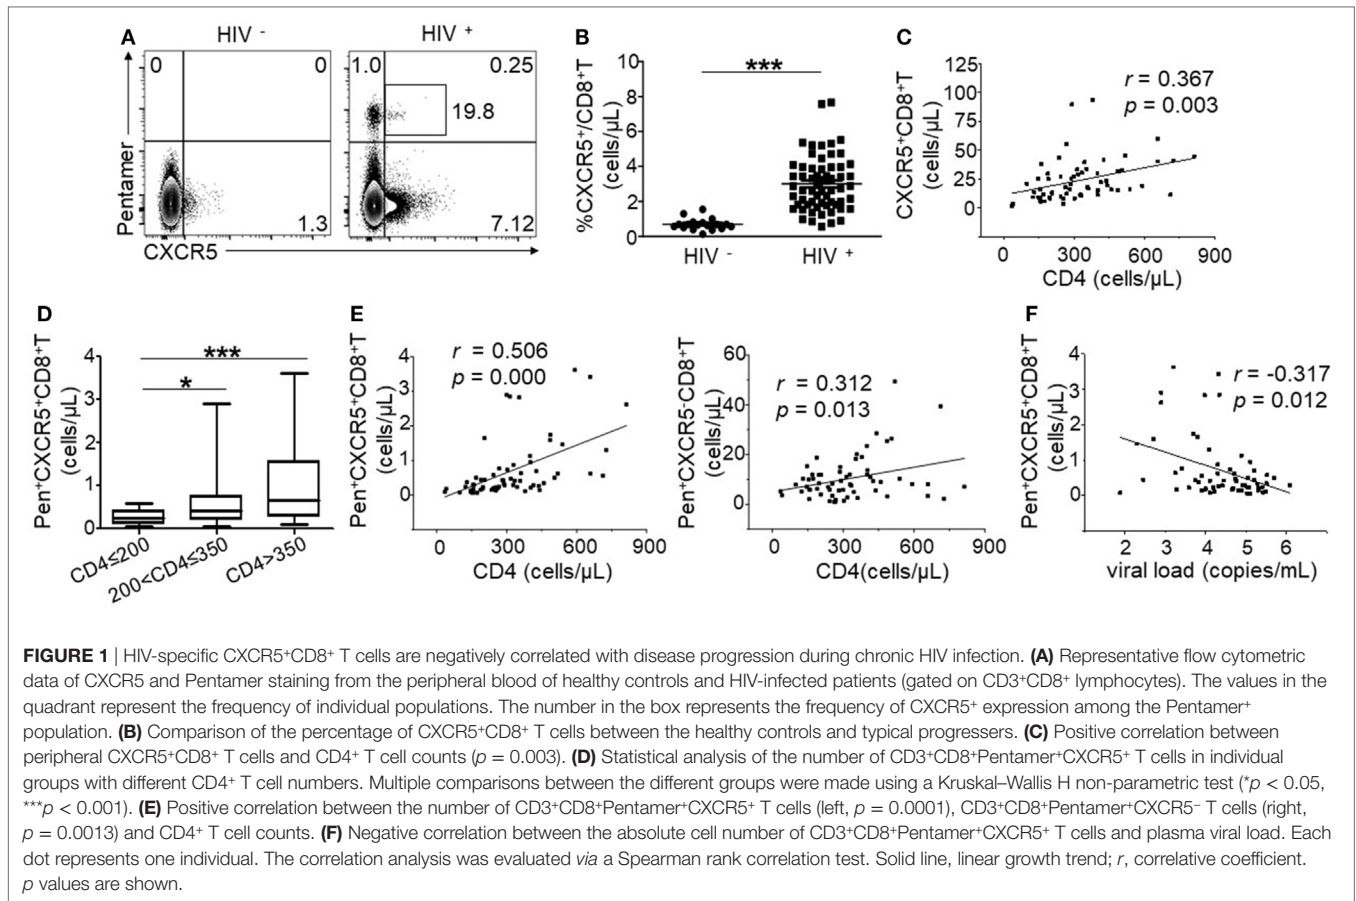 A
HIV -
HIV +
0
0
1.0
0.25
19.8
1.3
7.12
Pentamer
CXCR5
B
***
%CXCR5⁺/CD8⁺T
(cells/µL)
10
8
6
4
2
0
HIV -
HIV +
C
r = 0.367
p = 0.003
CXCR5⁺CD8⁺T
(cells/µL)
125
100
75
50
25
0
0 300 600 900
CD4 (cells/µL)
D
***
*
Pen⁺CXCR5⁺CD8⁺T
(cells/µL)
4
3
2
1
0
CD4≤200
200<CD4≤350
CD4>350
E
r = 0.506
p = 0.000
Pen⁺CXCR5⁺CD8⁺T
(cells/µL)
4
3
2
1
0
0 300 600 900
CD4 (cells/µL)
r = 0.312
p = 0.013
Pen⁺CXCR5⁻CD8⁺T
(cells/µL)
60
40
20
0
0 300 600 900
CD4(cells/µL)
F
r = -0.317
p = 0.012
Pen⁺CXCR5⁺CD8⁺T
(cells/µL)
4
3
2
1
0
2 3 4 5 6
viral load (copies/mL)
FIGURE 1 | HIV-specific CXCR5⁺CD8⁺ T cells are negatively correlated with disease progression during chronic HIV infection. (A) Representative flow cytometric
data of CXCR5 and Pentamer staining from the peripheral blood of healthy controls and HIV-infected patients (gated on CD3⁺CD8⁺ lymphocytes). The values in the
quadrant represent the frequency of individual populations. The number in the box represents the frequency of CXCR5⁺ expression among the Pentamer⁺
population. (B) Comparison of the percentage of CXCR5⁺CD8⁺ T cells between the healthy controls and typical progressers. (C) Positive correlation between
peripheral CXCR5⁺CD8⁺ T cells and CD4⁺ T cell counts (p = 0.003). (D) Statistical analysis of the number of CD3⁺CD8⁺Pentamer⁺CXCR5⁺ T cells in individual
groups with different CD4⁺ T cell numbers. Multiple comparisons between the different groups were made using a Kruskal–Wallis H non-parametric test (*p < 0.05,
***p < 0.001). (E) Positive correlation between the number of CD3⁺CD8⁺Pentamer⁺CXCR5⁺ T cells (left, p = 0.0001), CD3⁺CD8⁺Pentamer⁺CXCR5⁻ T cells (right,
p = 0.0013) and CD4⁺ T cell counts. (F) Negative correlation between the absolute cell number of CD3⁺CD8⁺Pentamer⁺CXCR5⁺ T cells and plasma viral load. Each
dot represents one individual. The correlation analysis was evaluated via a Spearman rank correlation test. Solid line, linear growth trend; r, correlative coefficient.
p values are shown.